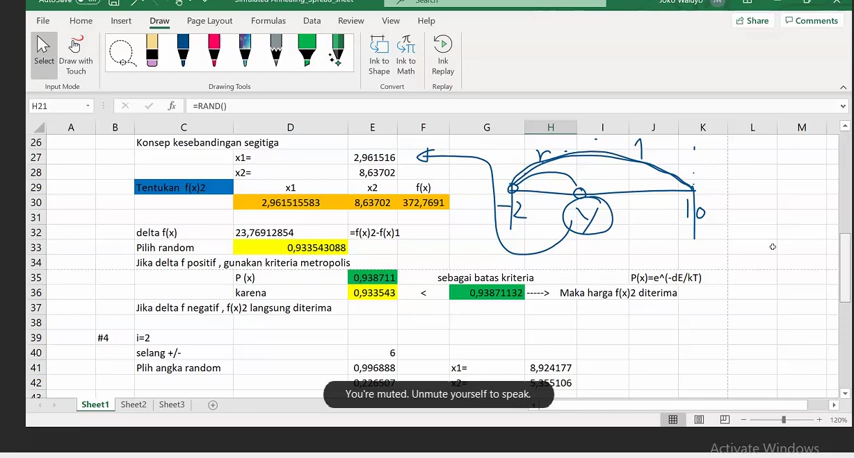 Simulated Annealing_Spread_sheet
Search
Joko Waluyo
File Home Insert Draw Page Layout Formulas Data Review View Help Share Comments
Select
Draw with Touch
Ink to Shape
Ink to Math
Ink Replay
Input Mode Drawing Tools Convert Replay
H21 fx =RAND()
A B C D E F G H I J K L M
26 Konsep kesebandingan segitiga
27 x1= 2,961516
28 x2= 8,63702
29 Tentukan f(x)2 x1 x2 f(x)
30 2,961515583 8,63702 372,7691
r 1
-2 y 10
32 delta f(x) 23,76912854 =f(x)2-f(x)1
33 Pilih random 0,933543088
34 Jika delta f positif , gunakan kriteria metropolis
35 P (x) 0,938711 sebagai batas kriteria P(x)=e^(-dE/kT)
36 karena 0,933543 < 0,93871132 -----> Maka harga f(x)2 diterima
37 Jika delta f negatif , f(x)2 langsung diterima
38
39 #4 i=2
40 selang +/- 6
41 Plih angka random 0,996888 x1= 8,924177
42 0,226507 x2= 5,355106
You're muted. Unmute yourself to speak.
Sheet1 Sheet2 Sheet3
120%
Activate Windows